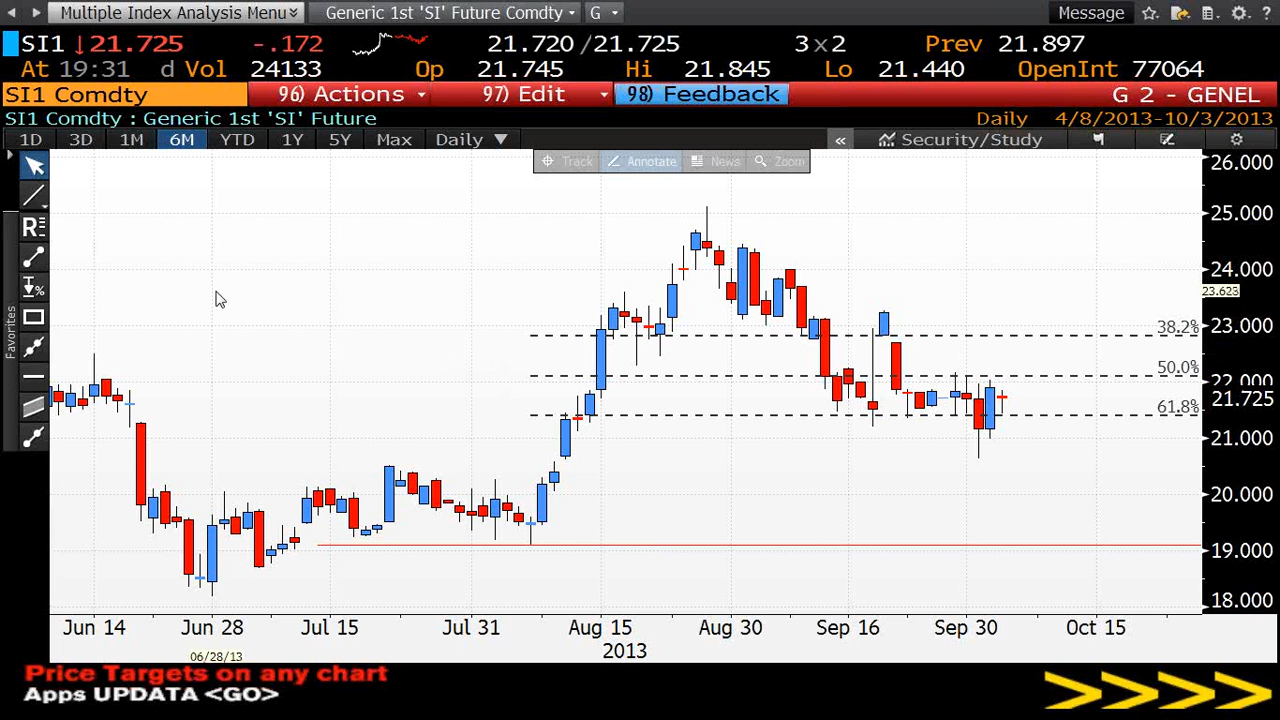 Multiple Index Analysis Menu Generic 1st 'SI' Future Comdty G Message ?
SI1 ↓21.725 -.172 21.720 /21.725 3x2 Prev 21.897
At 19:31 d Vol 24133 Op 21.745 Hi 21.845 Lo 21.440 OpenInt 77064
SI1 Comdty 96) Actions 97) Edit 98) Feedback G 2 - GENEL
SI1 Comdty : Generic 1st 'SI' Future Daily 4/8/2013-10/3/2013
1D 3D 1M 6M YTD 1Y 5Y Max Daily ▼ « Security/Study
Track Annotate News Zoom
26.000
25.000
24.000
23.623
23.000
38.2%
50.0%
22.000
21.725
61.8%
21.000
20.000
19.000
18.000
R
%
Favorites
Jun 14 Jun 28 Jul 15 Jul 31 Aug 15 Aug 30 Sep 16 Sep 30 Oct 15
2013
06/28/13
Price Targets on any chart
Apps UPDATA <GO>